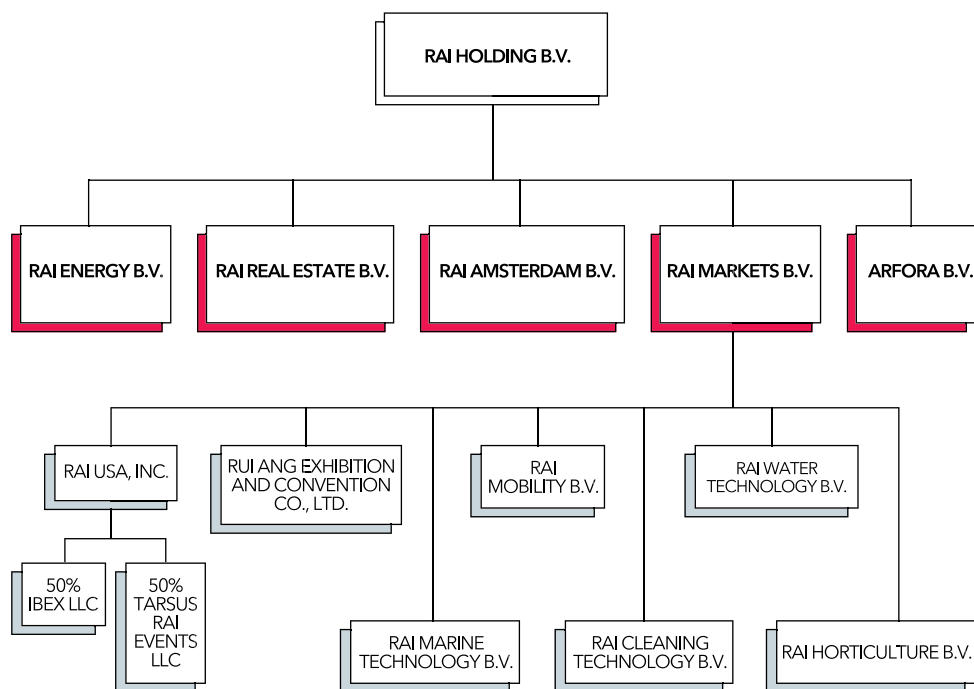 RAI HOLDING B.V.
RAI ENERGY B.V.
RAI REAL ESTATE B.V.
RAI AMSTERDAM B.V.
RAI MARKETS B.V.
ARFORA B.V.
RAI USA, INC.
RUI ANG EXHIBITION
AND CONVENTION
CO., LTD.
RAI
MOBILITY B.V.
RAI WATER
TECHNOLOGY B.V.
50%
IBEX LLC
50%
TARSUS
RAI
EVENTS
LLC
RAI MARINE
TECHNOLOGY B.V.
RAI CLEANING
TECHNOLOGY B.V.
RAI HORTICULTURE B.V.